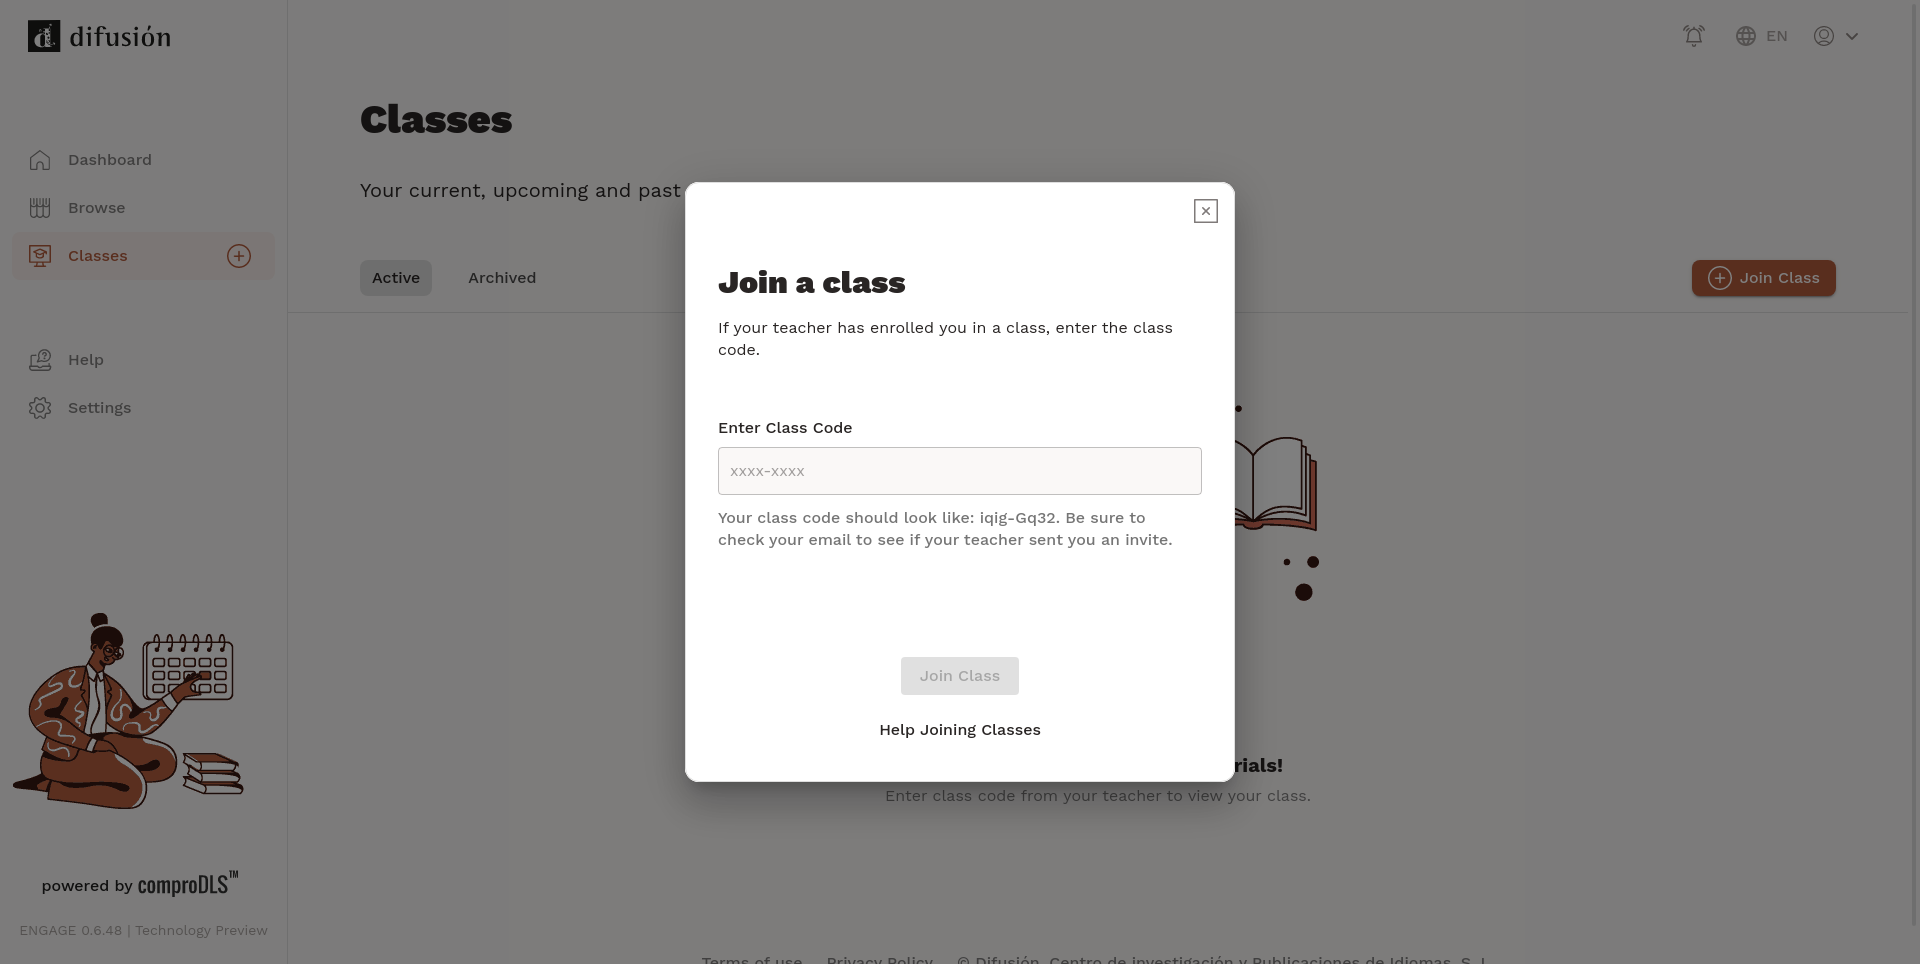 difusión
EN
Classes
Dashboard
Your current, upcoming and past
Browse
Classes
Active
Archived
Join Class
Join a class
If your teacher has enrolled you in a class, enter the class
code.
Help
Settings
Enter Class Code
xxxx-xxxx
Your class code should look like: iqig-Gq32. Be sure to
check your email to see if your teacher sent you an invite.
Join Class
Help Joining Classes
rials!
Enter class code from your teacher to view your class.
powered by comproDLS™
ENGAGE 0.6.48 | Technology Preview
Terms of use Privacy Policy © Difusión, Centro de investigación y Publicaciones de Idiomas, S. L.